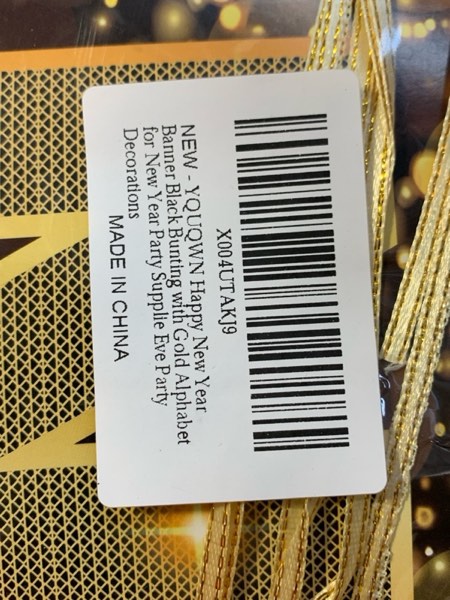 X004UTAKJ9
NEW - YQUQWN Happy New Year
Banner Black Bunting with Gold Alphabet
for New Year Party Supplie Eve Party
Decorations
MADE IN CHINA